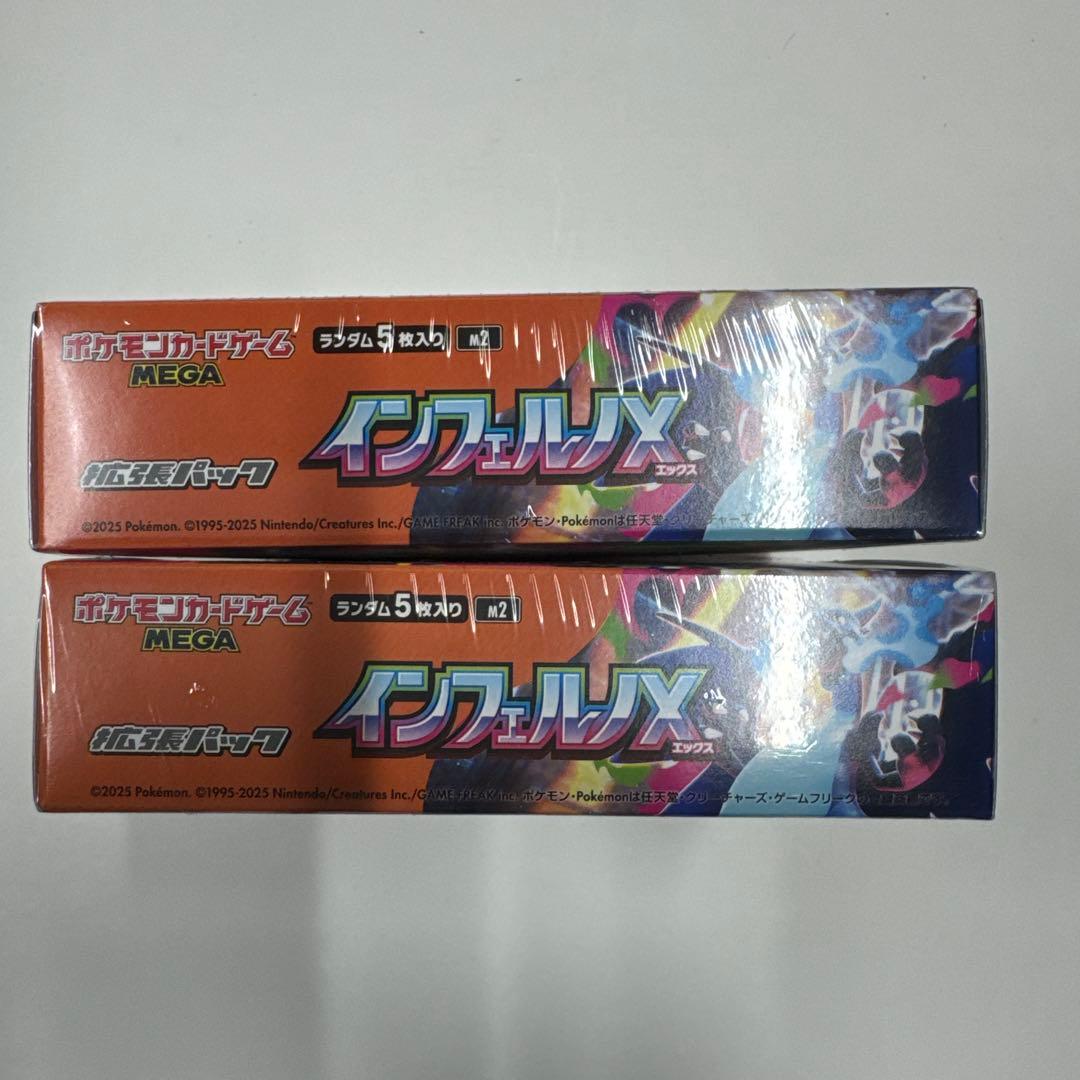 ポケモンカードゲーム
MEGA
ランダム5枚入り
M2
インフェルノX
エックス
拡張パック
©2025 Pokémon. ©1995-2025 Nintendo/Creatures Inc./GAME FREAK inc. ポケモン・Pokémonは任天堂・クリーチャーズ
ポケモンカードゲーム
MEGA
ランダム5枚入り
M2
インフェルノX
エックス
拡張パック
©2025 Pokémon. ©1995-2025 Nintendo/Creatures Inc./GAME FREAK inc. ポケモン・Pokémonは任天堂・クリーチャーズ・ゲームフリークの